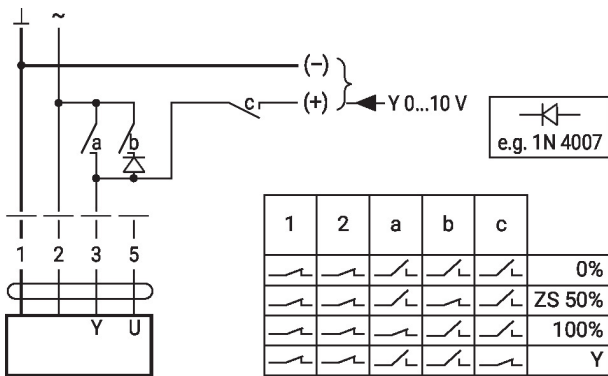 ⊥ ~
(–)
c (+) Y 0...10 V
a b
e.g. 1N 4007
1 2 3 5
Y U
1 2 a b c
0%
ZS 50%
100%
Y